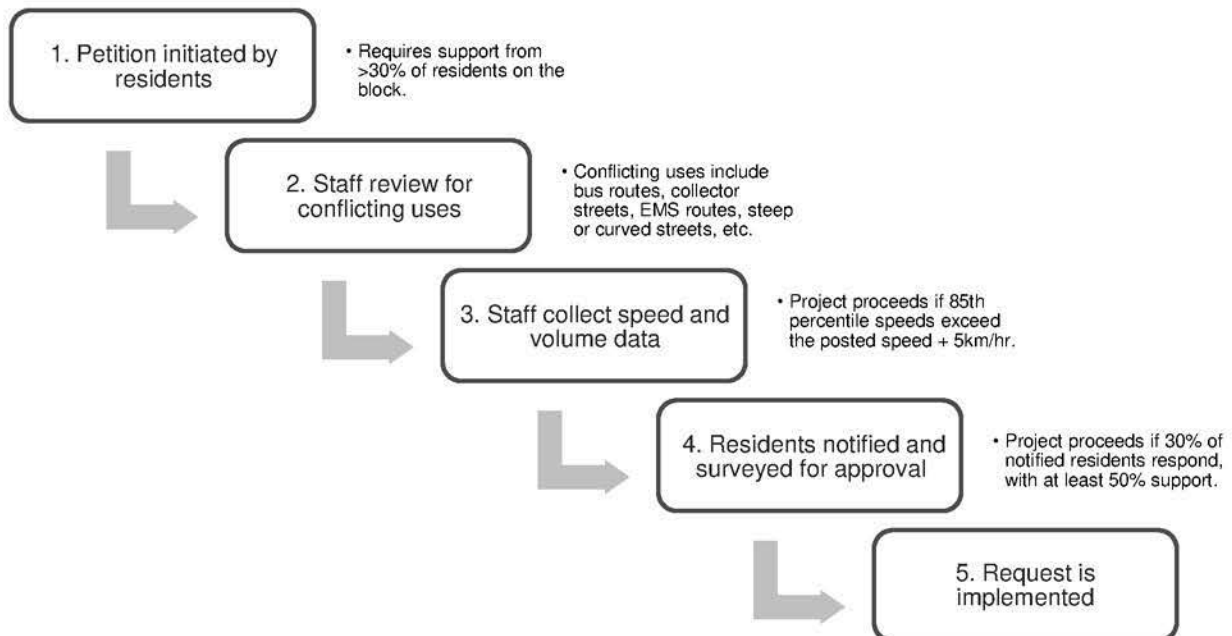 1. Petition initiated by
residents
• Requires support from
>30% of residents on the
block.
2. Staff review for
conflicting uses
• Conflicting uses include
bus routes, collector
streets, EMS routes, steep
or curved streets, etc.
3. Staff collect speed and
volume data
• Project proceeds if 85th
percentile speeds exceed
the posted speed + 5km/hr.
4. Residents notified and
surveyed for approval
• Project proceeds if 30% of
notified residents respond,
with at least 50% support.
5. Request is
implemented